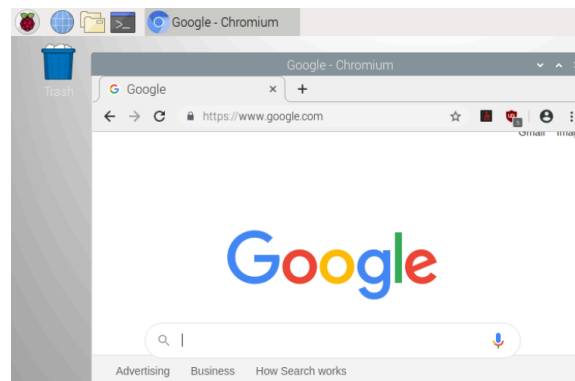 Google - Chromium
Trash
Google - Chromium
Google
https://www.google.com
Gmail
Google
Advertising Business How Search works